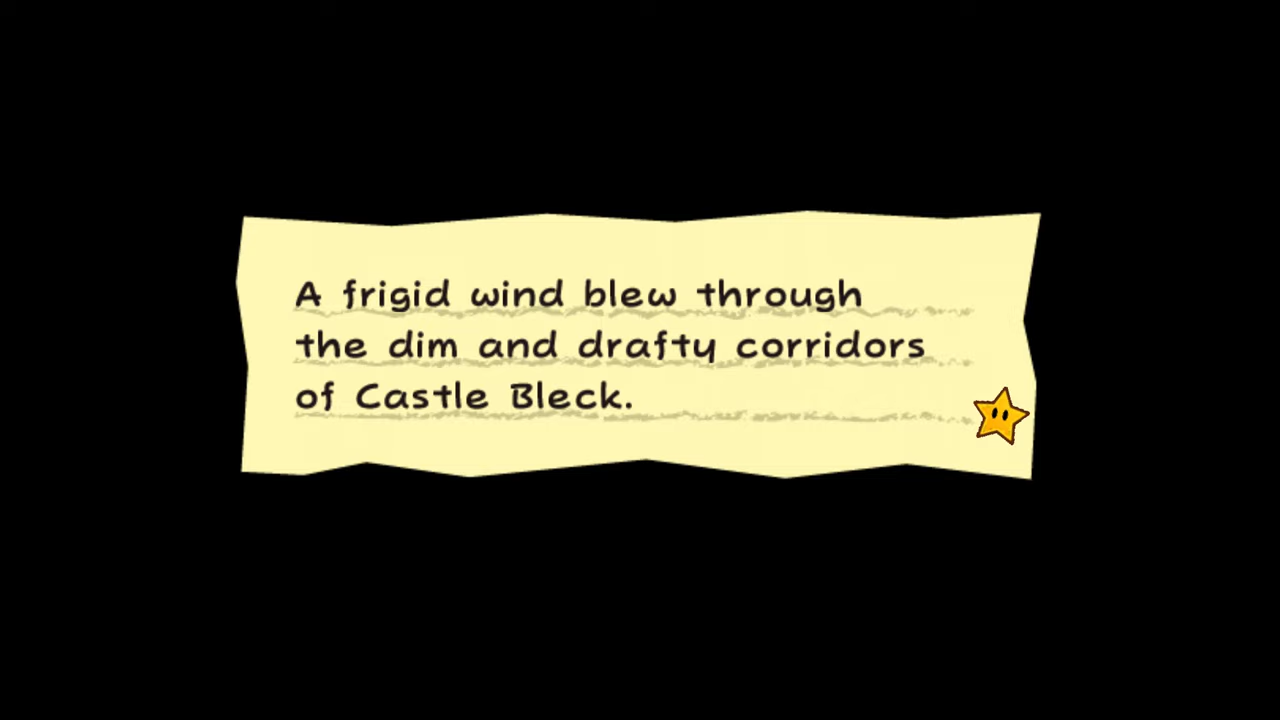 A frigid wind blew through
the dim and drafty corridors
of Castle Bleck.